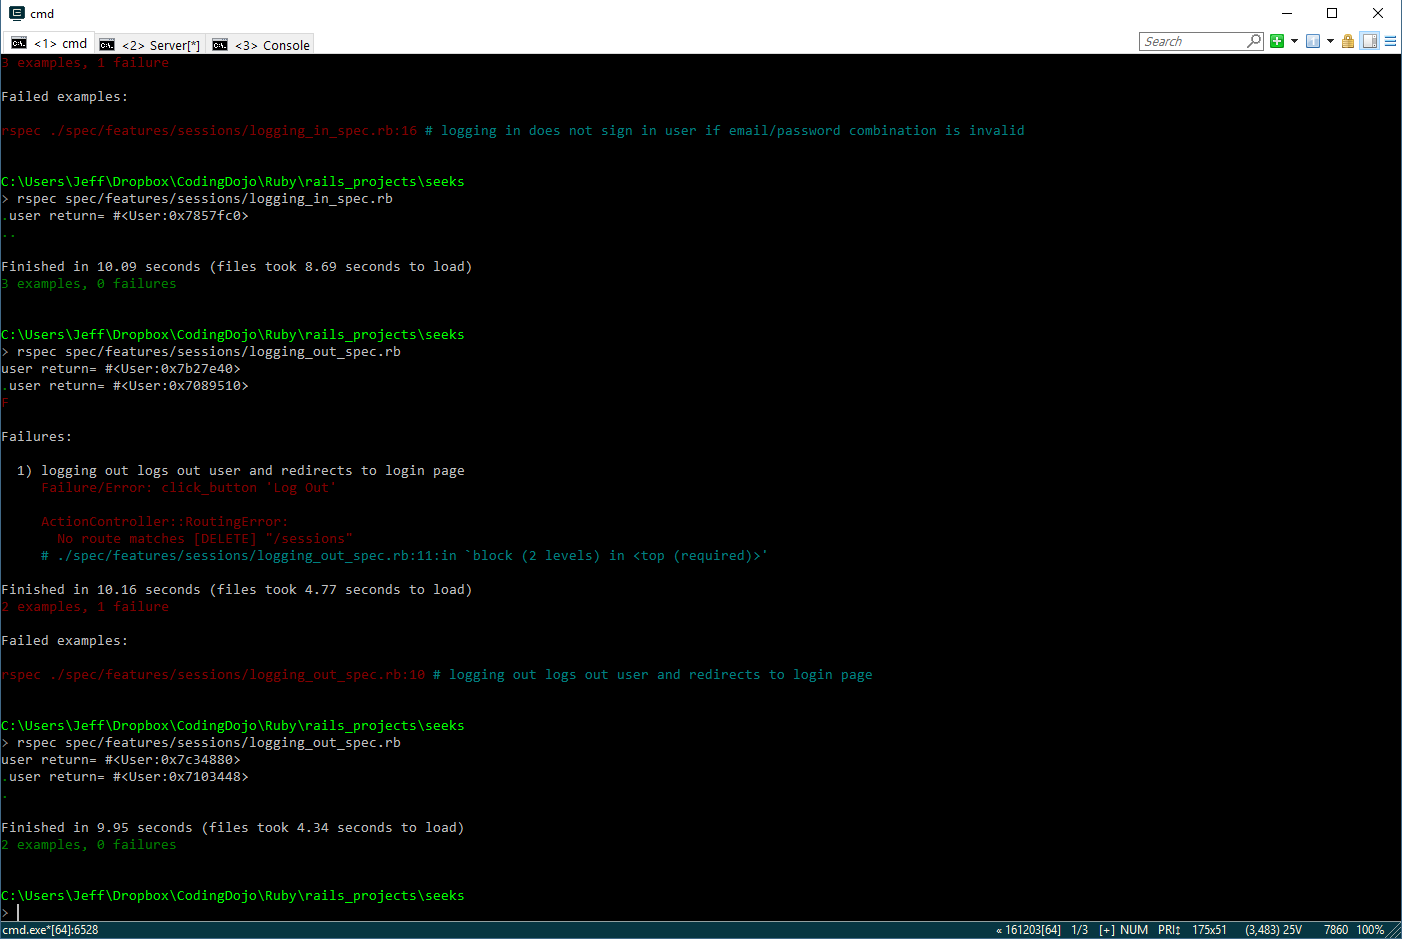 cmd
<1> cmd <2> Server[*] <3> Console Search
3 examples, 1 failure
Failed examples:
rspec ./spec/features/sessions/logging_in_spec.rb:16 # logging in does not sign in user if email/password combination is invalid
C:\Users\Jeff\Dropbox\CodingDojo\Ruby\rails_projects\seeks
> rspec spec/features/sessions/logging_in_spec.rb
.user return= #<User:0x7857fc0>
..
Finished in 10.09 seconds (files took 8.69 seconds to load)
3 examples, 0 failures
C:\Users\Jeff\Dropbox\CodingDojo\Ruby\rails_projects\seeks
> rspec spec/features/sessions/logging_out_spec.rb
user return= #<User:0x7b27e40>
.user return= #<User:0x7089510>
F
Failures:
1) logging out logs out user and redirects to login page
Failure/Error: click_button 'Log Out'
ActionController::RoutingError:
No route matches [DELETE] "/sessions"
# ./spec/features/sessions/logging_out_spec.rb:11:in `block (2 levels) in <top (required)>'
Finished in 10.16 seconds (files took 4.77 seconds to load)
2 examples, 1 failure
Failed examples:
rspec ./spec/features/sessions/logging_out_spec.rb:10 # logging out logs out user and redirects to login page
C:\Users\Jeff\Dropbox\CodingDojo\Ruby\rails_projects\seeks
> rspec spec/features/sessions/logging_out_spec.rb
user return= #<User:0x7c34880>
.user return= #<User:0x7103448>
.
Finished in 9.95 seconds (files took 4.34 seconds to load)
2 examples, 0 failures
C:\Users\Jeff\Dropbox\CodingDojo\Ruby\rails_projects\seeks
>
cmd.exe*[64]:6528 « 161203[64] 1/3 [+] NUM PRI↕ 175x51 (3,483) 25V 7860 100%